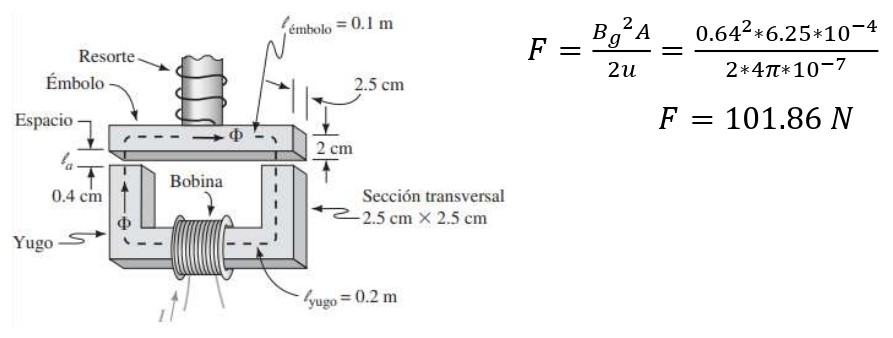 ℓémbolo = 0.1 m
Resorte
Émbolo
2.5 cm
Espacio
Φ
2 cm
ℓa
0.4 cm
Bobina
Sección transversal
2.5 cm × 2.5 cm
Φ
Yugo
ℓyugo = 0.2 m
I
F = Bg²A / 2u = 0.64²*6.25*10⁻⁴ / 2*4π*10⁻⁷
F = 101.86 N